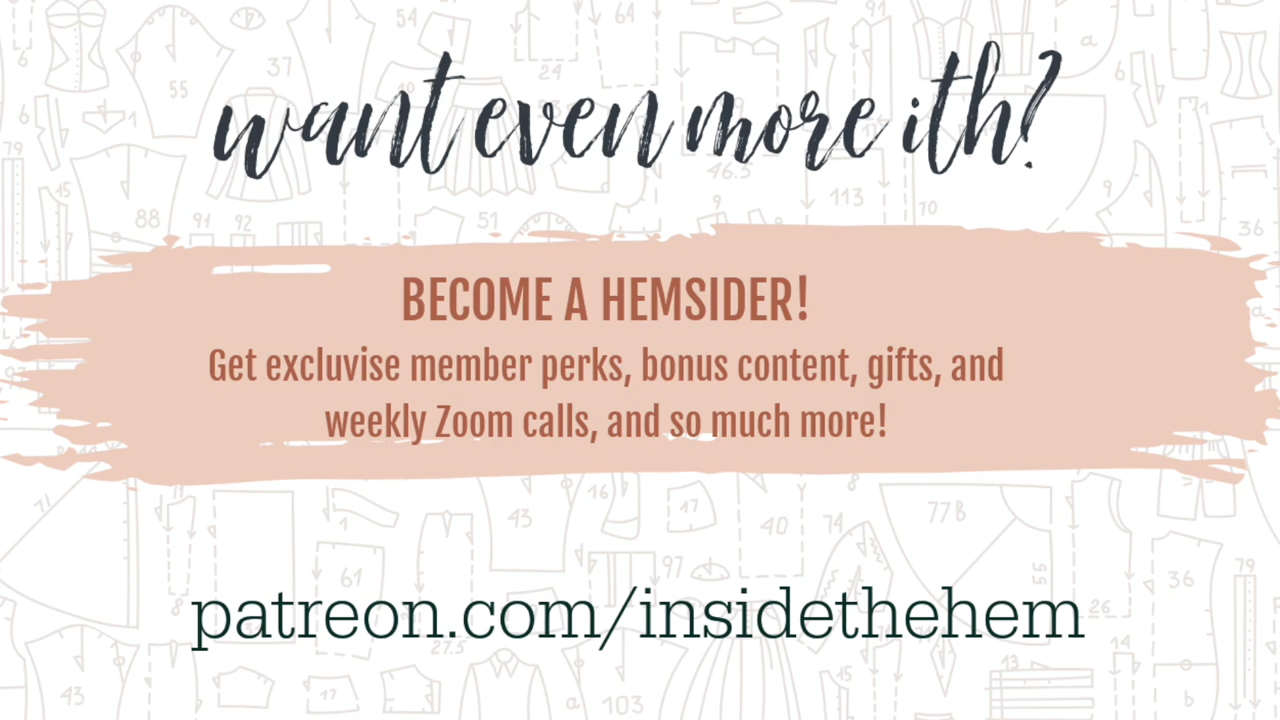 want even more ith?
BECOME A HEMSIDER!
Get excluvise member perks, bonus content, gifts, and
weekly Zoom calls, and so much more!
patreon.com/insidethehem